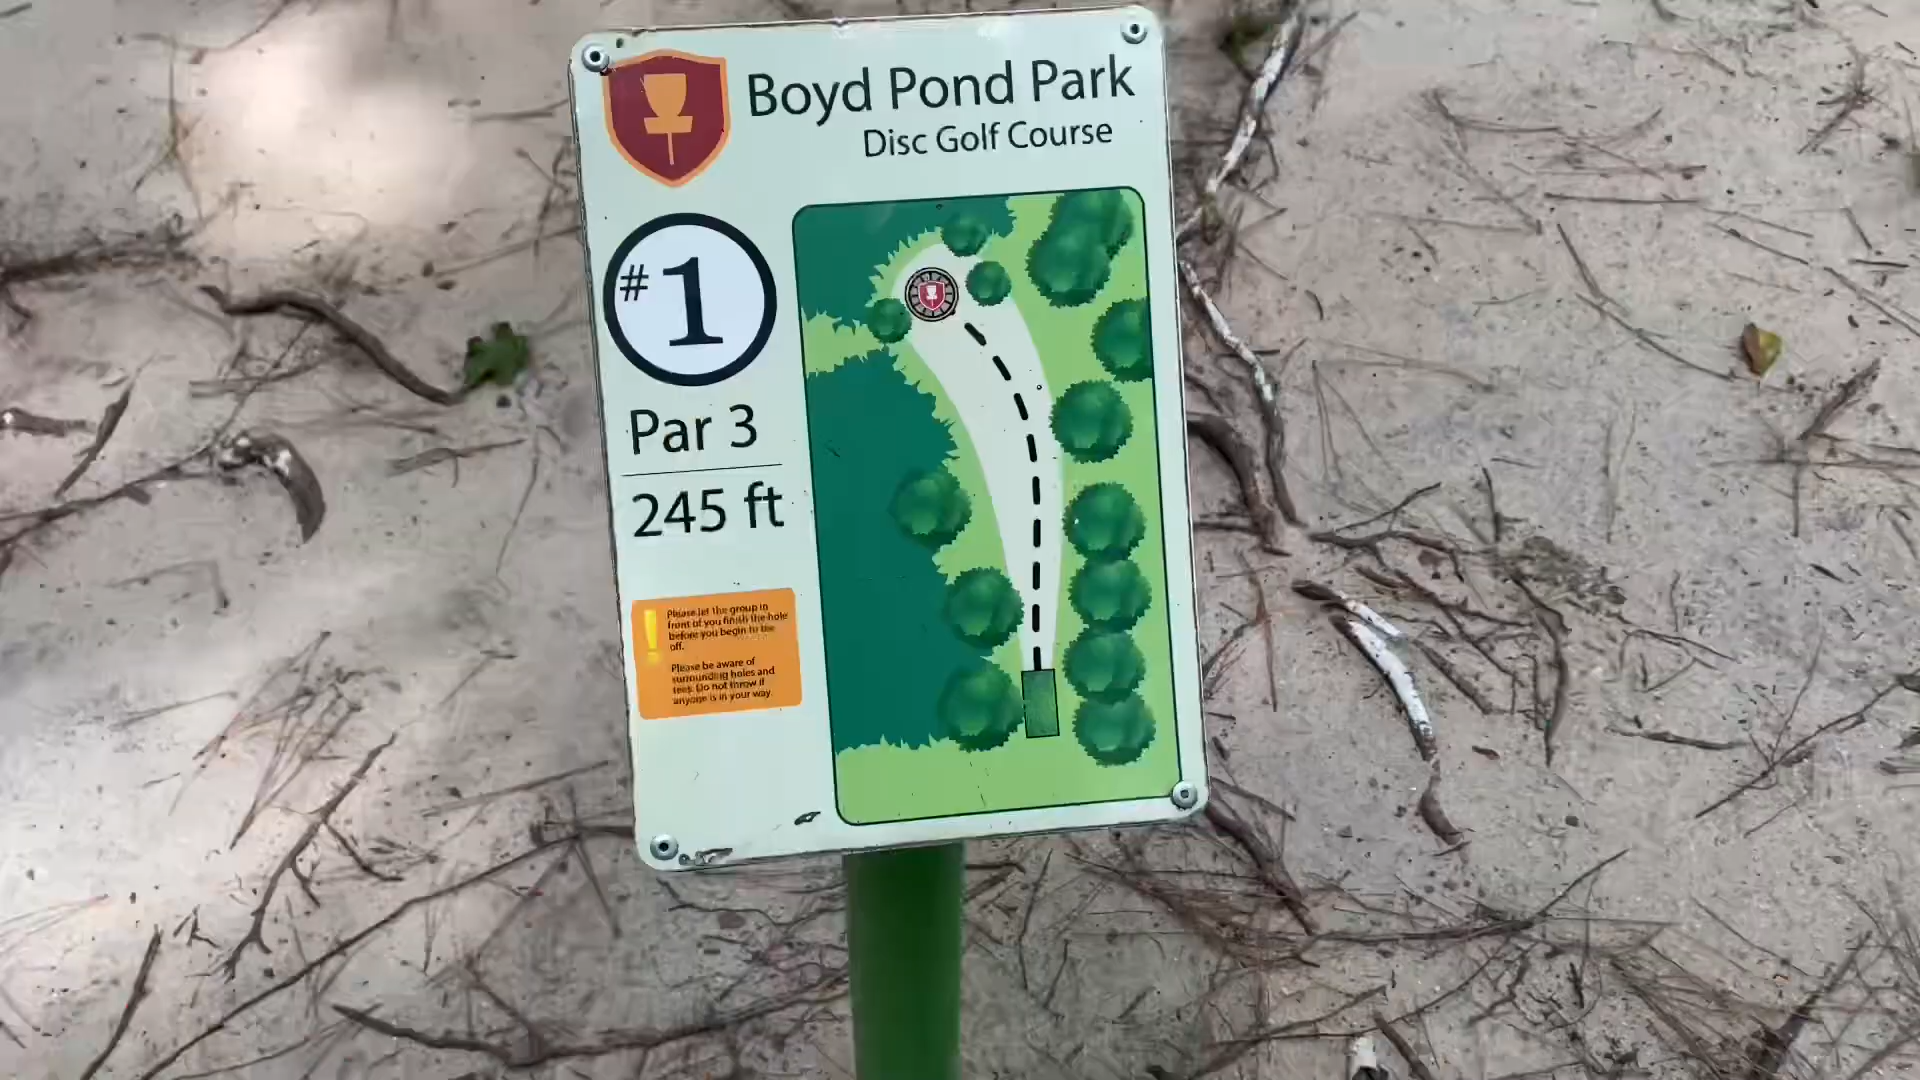 Boyd Pond Park
Disc Golf Course
#1
Par 3
245 ft
! Please let the group in
front of you finish the hole
before you begin to tee
off.
Please be aware of
surrounding holes and
tees. Do not throw if
anyone is in your way.